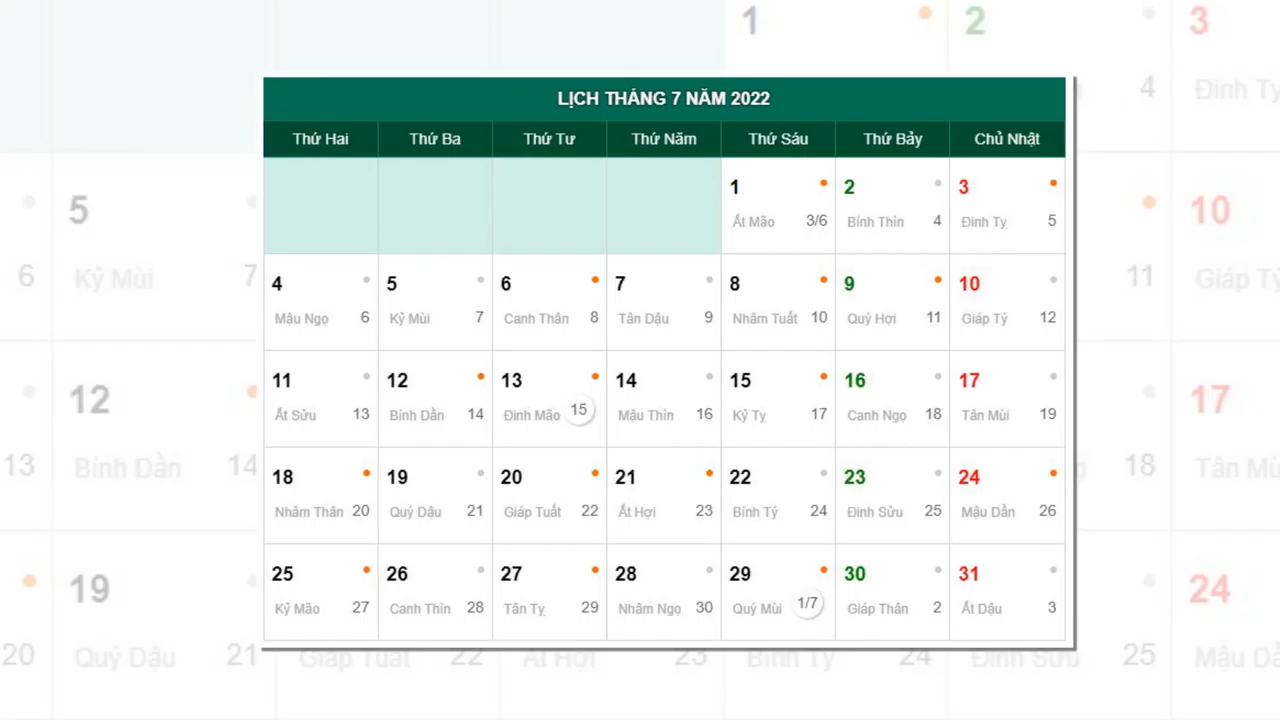 LỊCH THÁNG 7 NĂM 2022
Thứ Hai Thứ Ba Thứ Tư Thứ Năm Thứ Sáu Thứ Bảy Chủ Nhật
1 2 3
Ất Mão 3/6 Bính Thìn 4 Đinh Tỵ 5
4 5 6 7 8 9 10
Mậu Ngọ 6 Kỷ Mùi 7 Canh Thân 8 Tân Dậu 9 Nhâm Tuất 10 Quý Hợi 11 Giáp Tý 12
11 12 13 14 15 16 17
Ất Sửu 13 Bính Dần 14 Đinh Mão 15 Mậu Thìn 16 Kỷ Tỵ 17 Canh Ngọ 18 Tân Mùi 19
18 19 20 21 22 23 24
Nhâm Thân 20 Quý Dậu 21 Giáp Tuất 22 Ất Hợi 23 Bính Tý 24 Đinh Sửu 25 Mậu Dần 26
25 26 27 28 29 30 31
Kỷ Mão 27 Canh Thìn 28 Tân Tỵ 29 Nhâm Ngọ 30 Quý Mùi 1/7 Giáp Thân 2 Ất Dậu 3